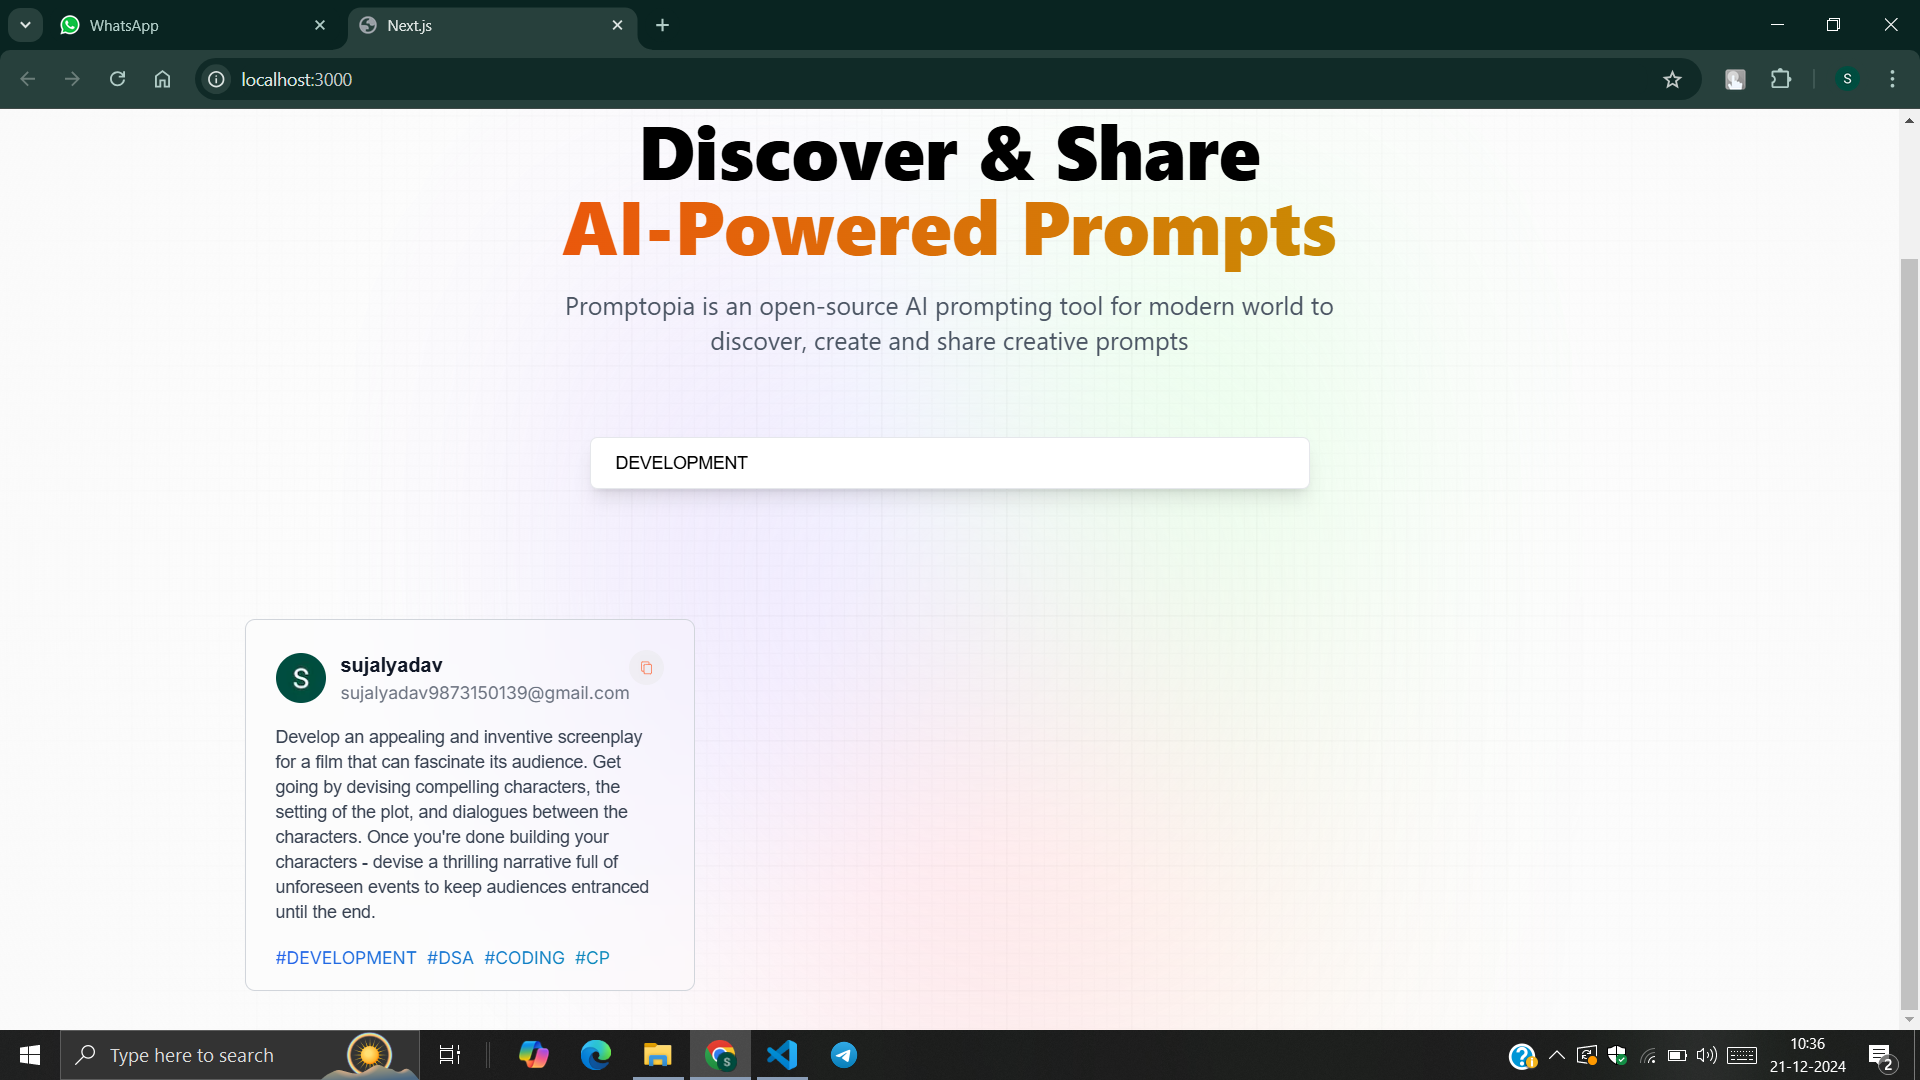 WhatsApp
Next.js
localhost:3000
S
Discover & Share
AI-Powered Prompts
Promptopia is an open-source AI prompting tool for modern world to
discover, create and share creative prompts
DEVELOPMENT
S
sujalyadav
sujalyadav9873150139@gmail.com
Develop an appealing and inventive screenplay
for a film that can fascinate its audience. Get
going by devising compelling characters, the
setting of the plot, and dialogues between the
characters. Once you're done building your
characters - devise a thrilling narrative full of
unforeseen events to keep audiences entranced
until the end.
#DEVELOPMENT #DSA #CODING #CP
Type here to search
S
10:36
21-12-2024
2